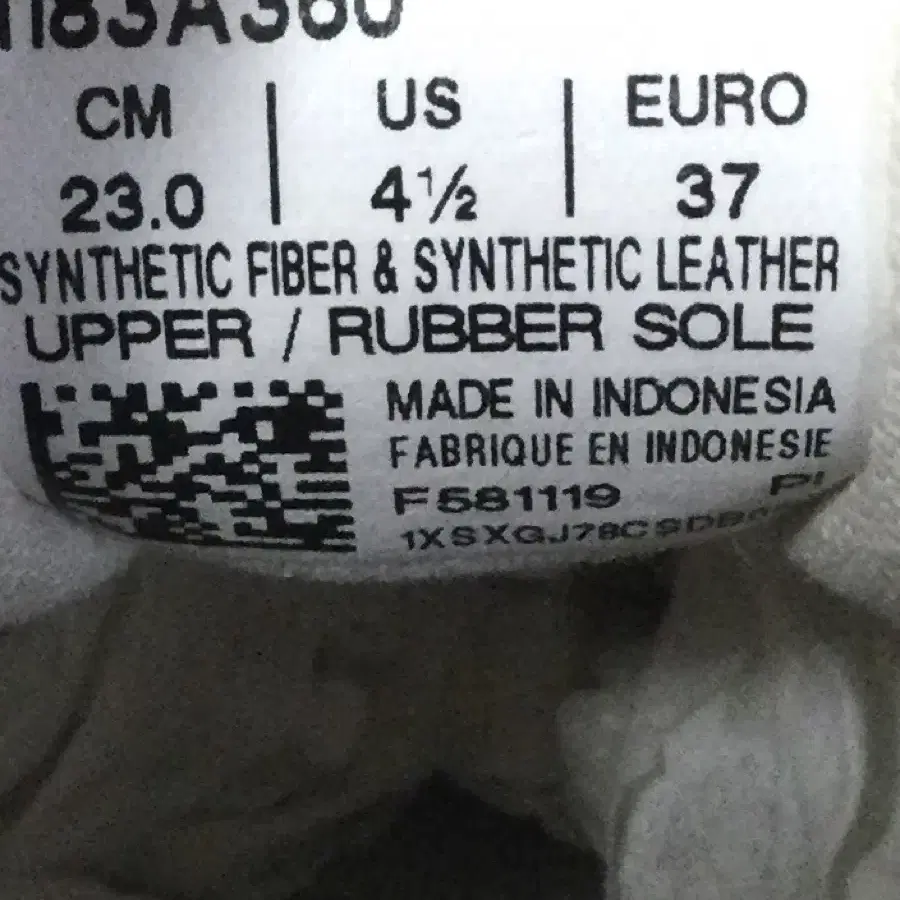 1183A360
CM | US | EURO
23.0 | 4½ | 37
SYNTHETIC FIBER & SYNTHETIC LEATHER
UPPER / RUBBER SOLE
MADE IN INDONESIA
FABRIQUE EN INDONESIE
F581119